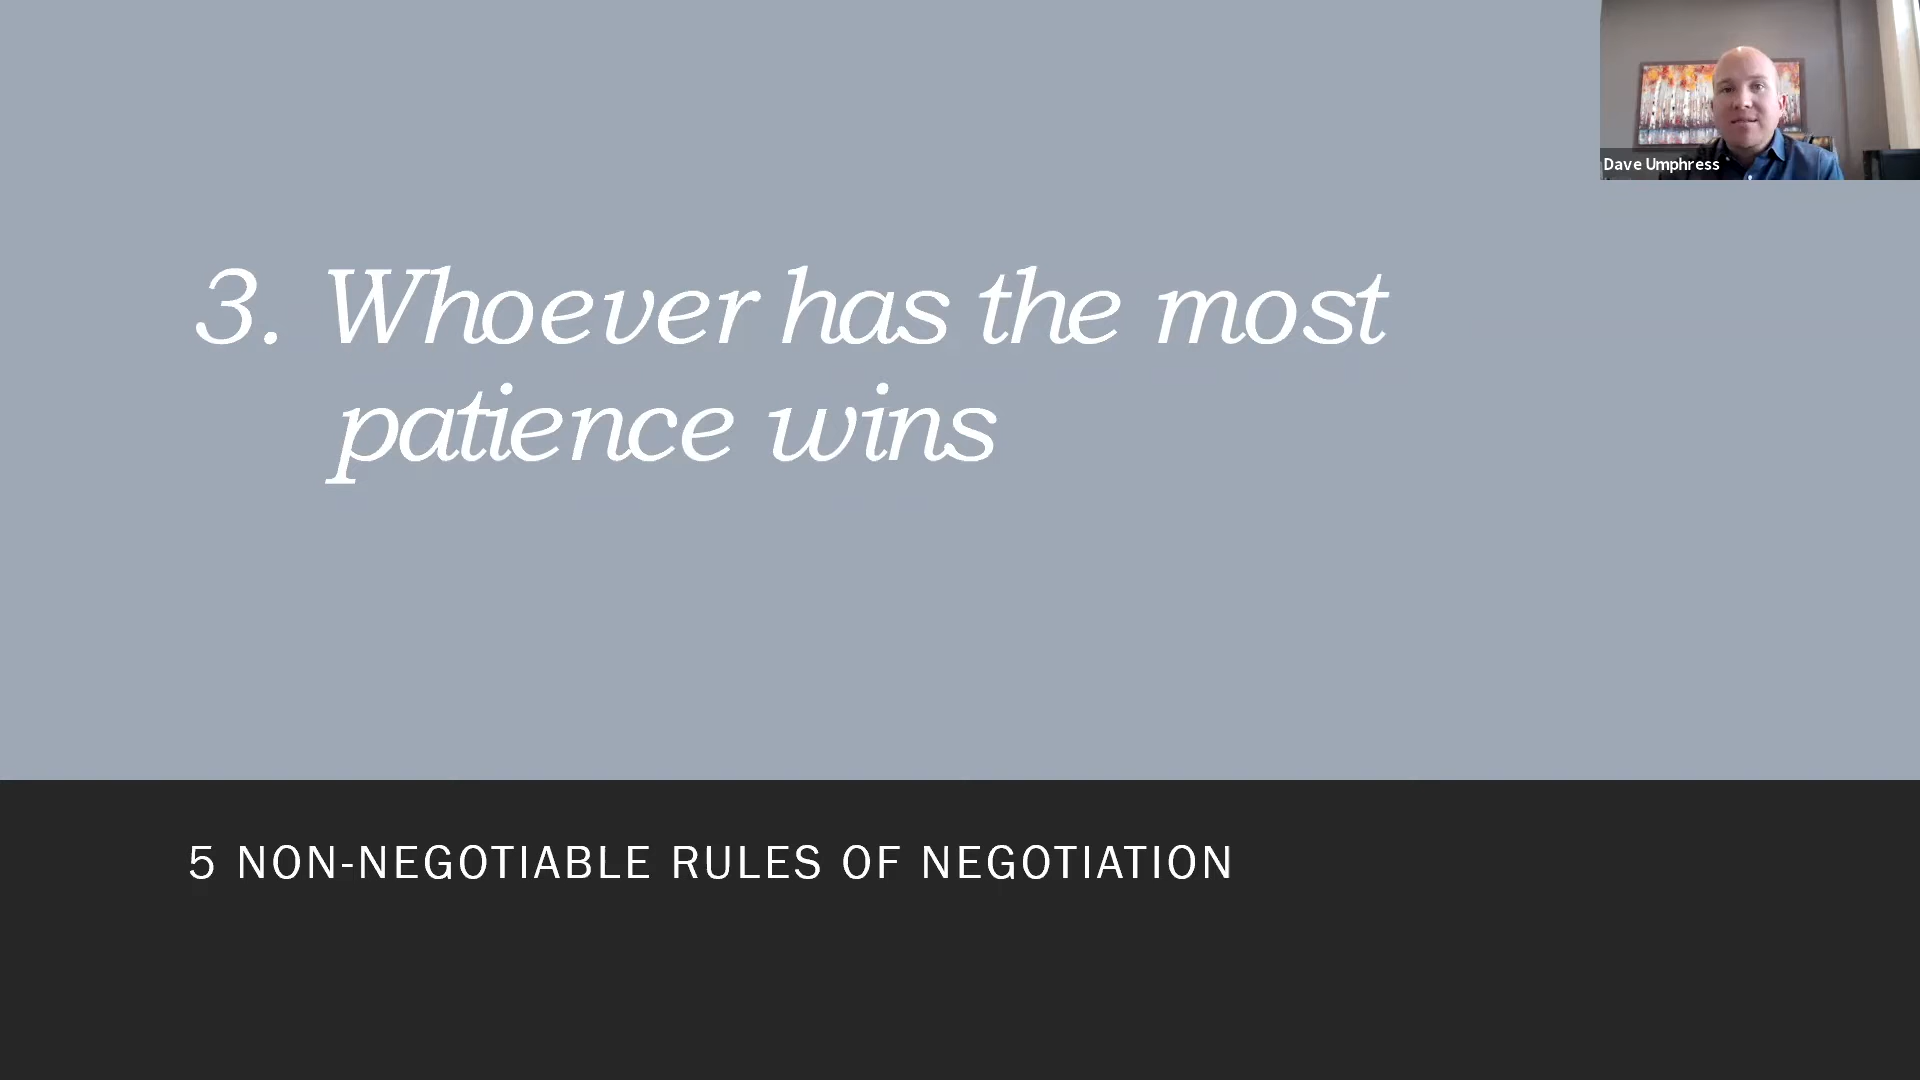 Dave Umphress
3. Whoever has the most
patience wins
5 NON-NEGOTIABLE RULES OF NEGOTIATION